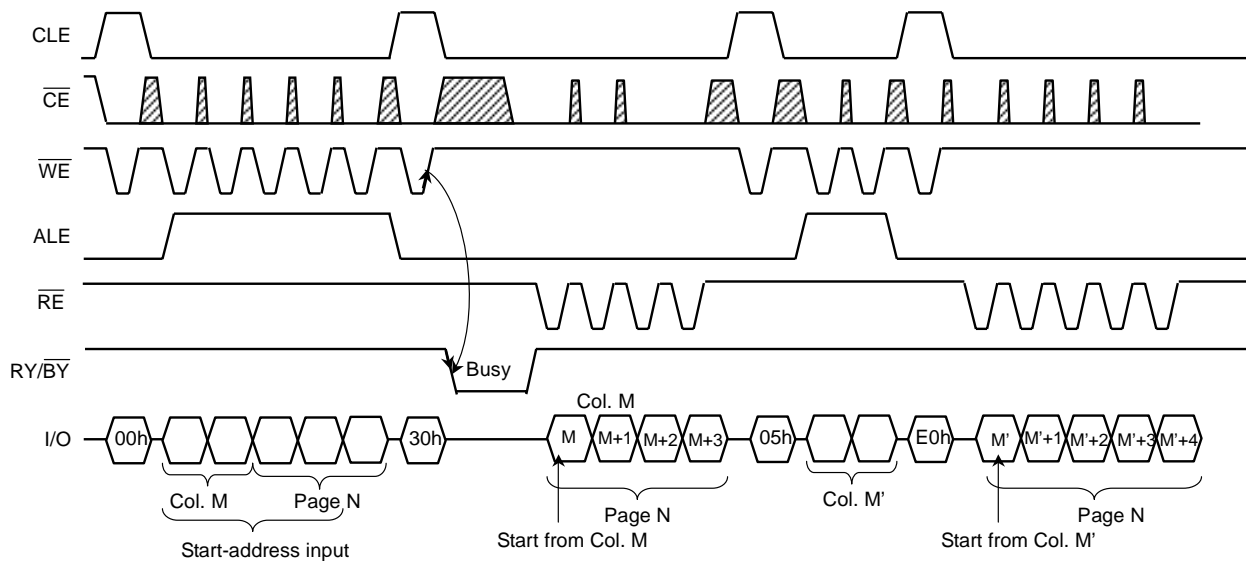 CLE
CE
WE
ALE
RE
RY/BY
Busy
Col. M
I/O
00h
30h
M
M+1
M+2
M+3
05h
E0h
M'
M'+1
M'+2
M'+3
M'+4
Col. M
Page N
Page N
Col. M'
Page N
Start-address input
Start from Col. M
Start from Col. M'